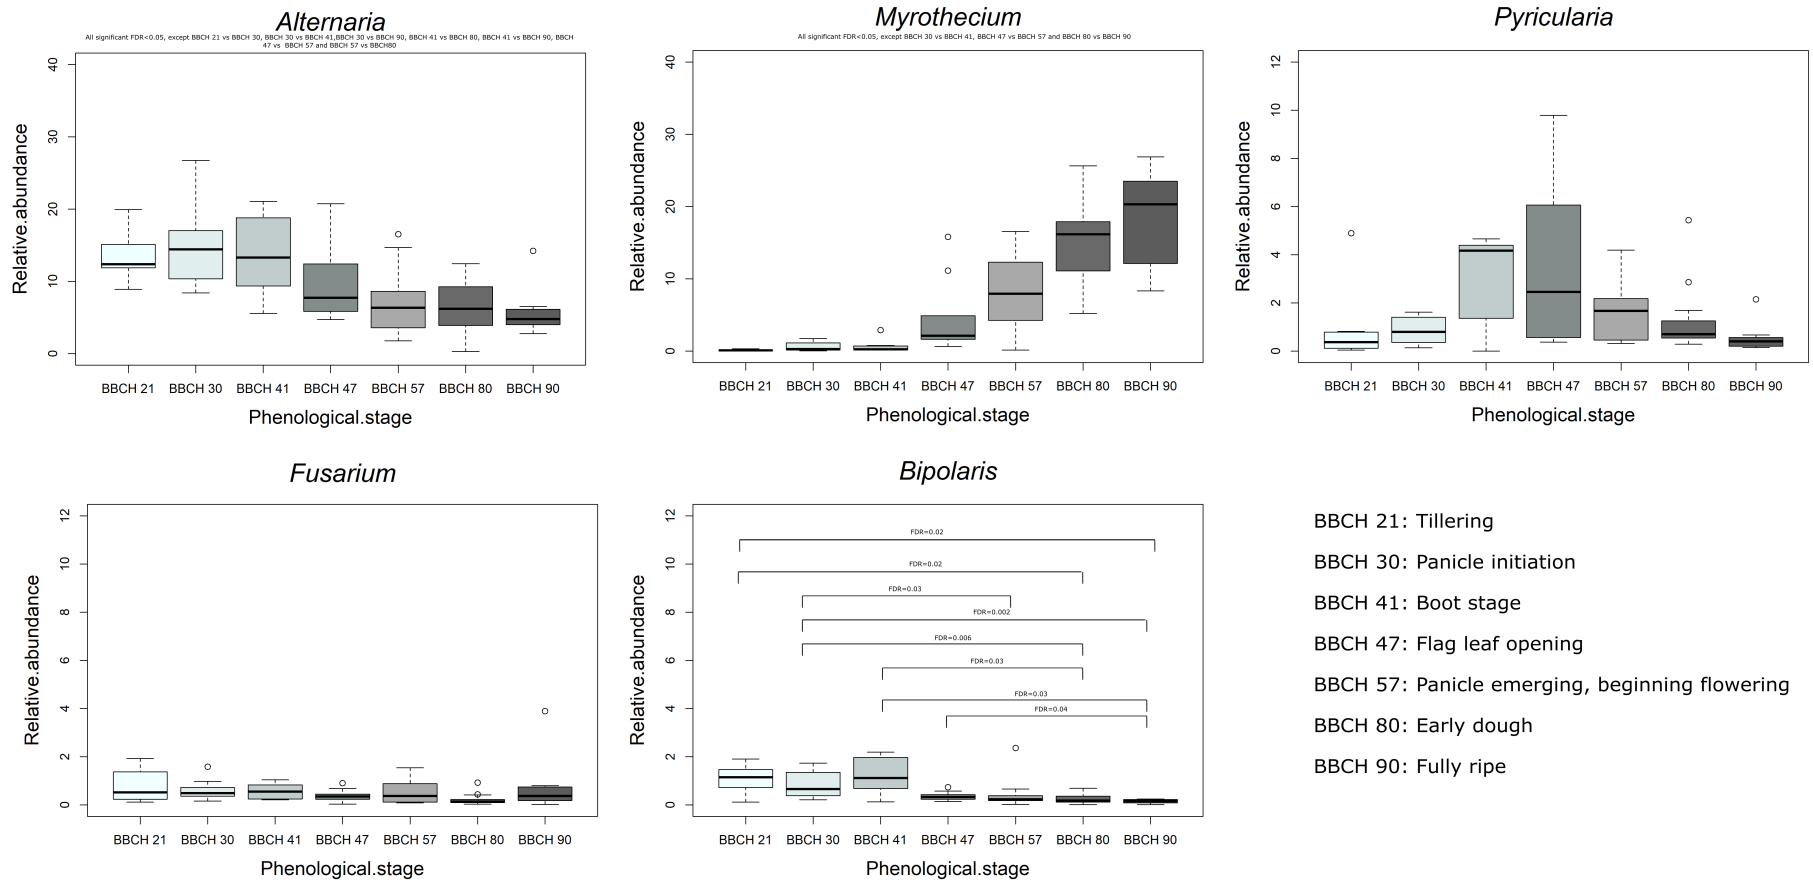 Alternaria
All significant FDR<0.05, except BBCH 21 vs BBCH 30, BBCH 30 vs BBCH 41,BBCH 30 vs BBCH 90, BBCH 41 vs BBCH 80, BBCH 41 vs BBCH 90, BBCH
47 vs BBCH 57 and BBCH 57 vs BBCH80
40
30
20
10
0
Relative.abundance
BBCH 21 BBCH 30 BBCH 41 BBCH 47 BBCH 57 BBCH 80 BBCH 90
Phenological.stage
Myrothecium
All significant FDR<0.05, except BBCH 30 vs BBCH 41, BBCH 47 vs BBCH 57 and BBCH 80 vs BBCH 90
40
30
20
10
0
Relative.abundance
BBCH 21 BBCH 30 BBCH 41 BBCH 47 BBCH 57 BBCH 80 BBCH 90
Phenological.stage
Pyricularia
12
10
8
6
4
2
0
Relative.abundance
BBCH 21 BBCH 30 BBCH 41 BBCH 47 BBCH 57 BBCH 80 BBCH 90
Phenological.stage
Fusarium
12
10
8
6
4
2
0
Relative.abundance
BBCH 21 BBCH 30 BBCH 41 BBCH 47 BBCH 57 BBCH 80 BBCH 90
Phenological.stage
Bipolaris
12
10
8
6
4
2
0
Relative.abundance
FDR=0.02
FDR=0.02
FDR=0.03
FDR=0.002
FDR=0.006
FDR=0.03
FDR=0.03
FDR=0.04
BBCH 21 BBCH 30 BBCH 41 BBCH 47 BBCH 57 BBCH 80 BBCH 90
Phenological.stage
BBCH 21: Tillering
BBCH 30: Panicle initiation
BBCH 41: Boot stage
BBCH 47: Flag leaf opening
BBCH 57: Panicle emerging, beginning flowering
BBCH 80: Early dough
BBCH 90: Fully ripe